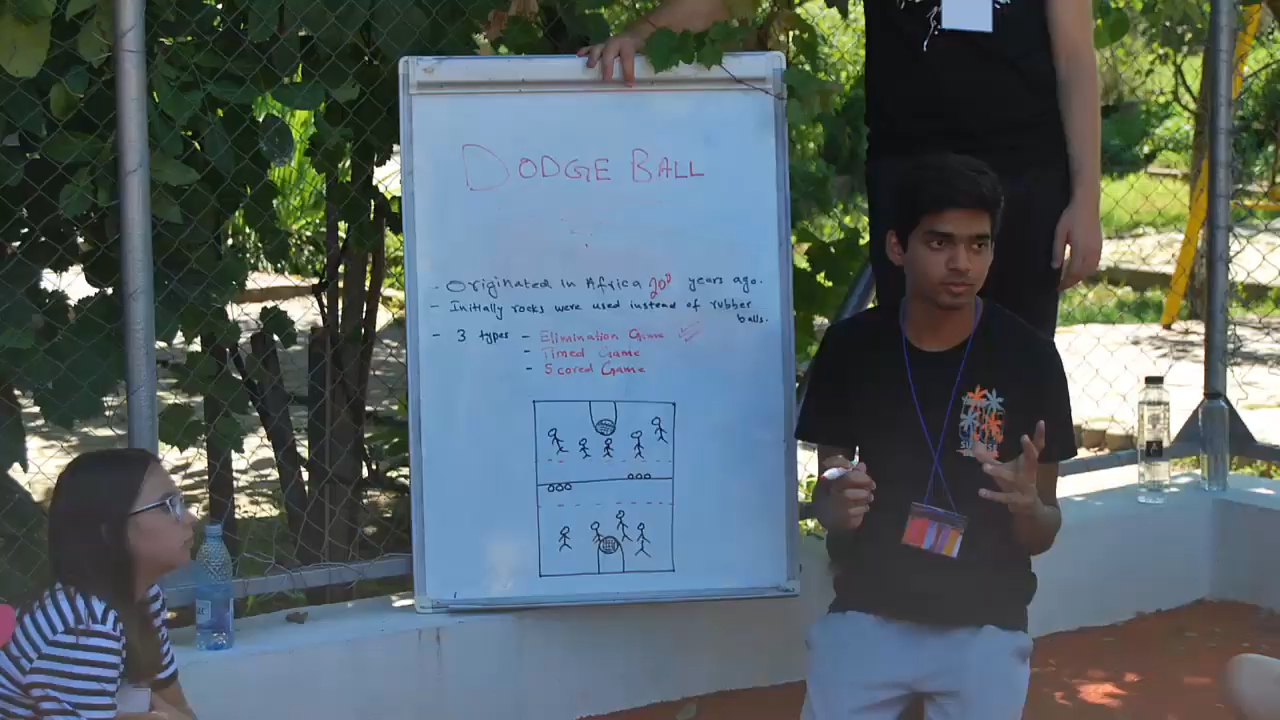 DODGE BALL
- Originated in Africa 200 years ago.
- Initially rocks were used instead of rubber
balls.
- 3 types - Elimination Game
- Timed Game
- Scored Game